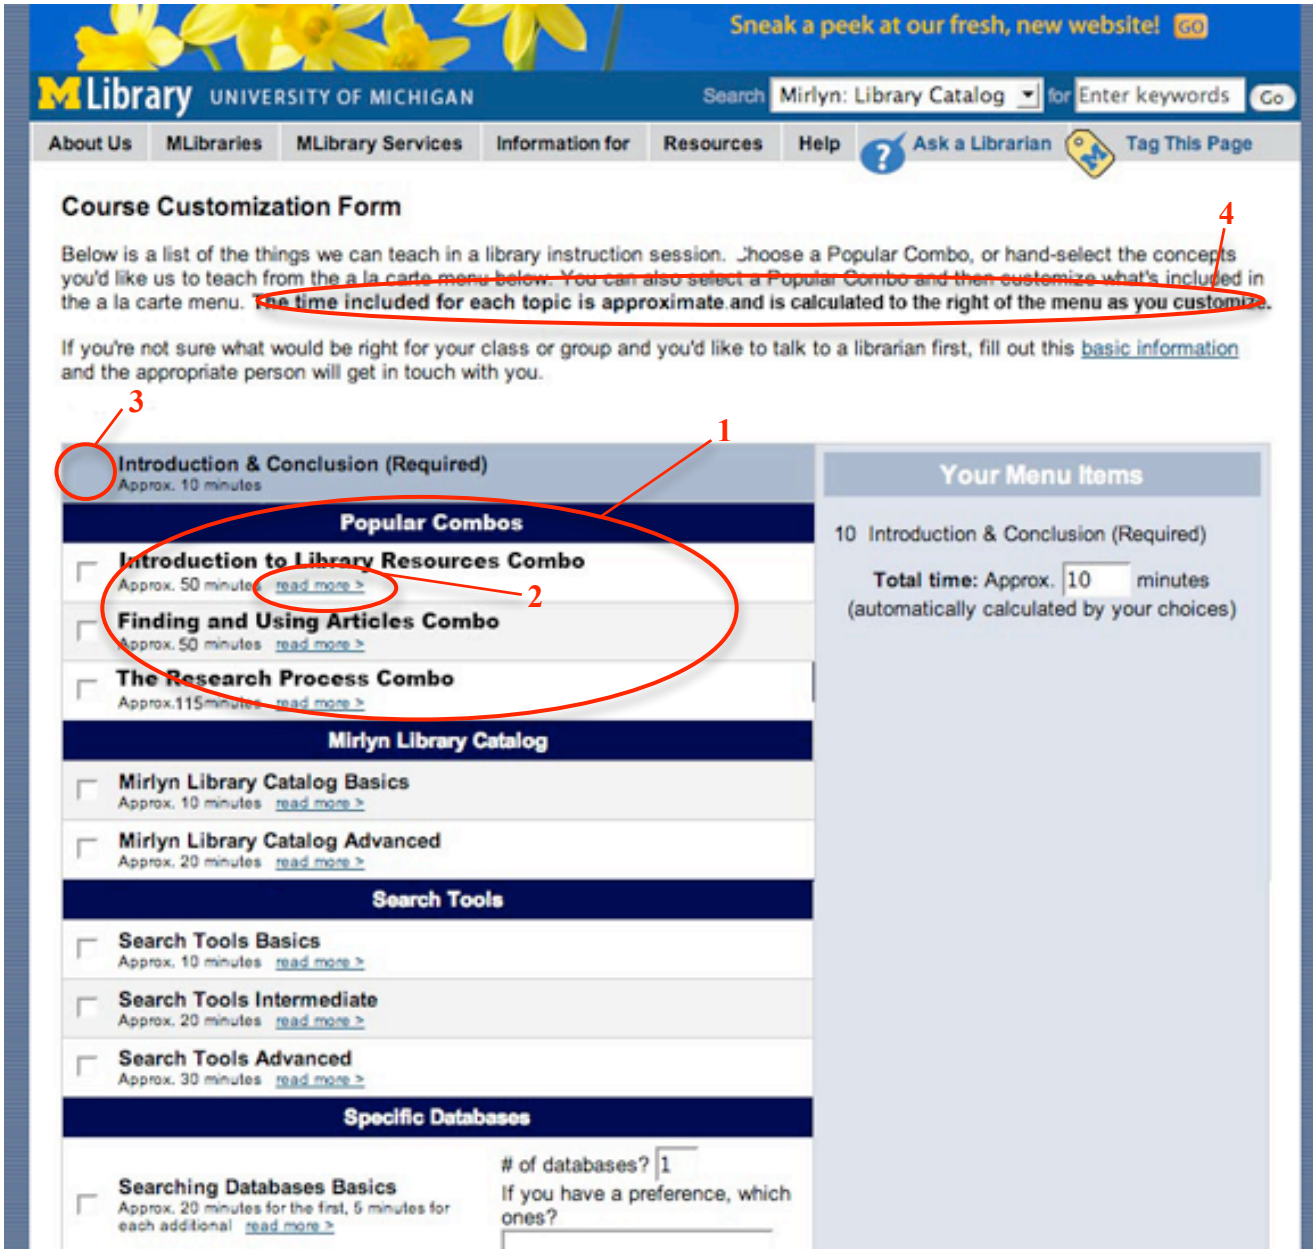 Sneak a peek at our fresh, new website! GO
MLibrary UNIVERSITY OF MICHIGAN
Search Mirlyn: Library Catalog for Enter keywords Go
About Us MLibraries MLibrary Services Information for Resources Help ? Ask a Librarian Tag This Page
Course Customization Form
4
Below is a list of the things we can teach in a library instruction session. Choose a Popular Combo, or hand-select the concepts
you'd like us to teach from the a la carte menu below. You can also select a Popular Combo and then customize what's included in
the a la carte menu. The time included for each topic is approximate and is calculated to the right of the menu as you customize.
If you're not sure what would be right for your class or group and you'd like to talk to a librarian first, fill out this basic information
and the appropriate person will get in touch with you.
3
1
Introduction & Conclusion (Required)
Approx. 10 minutes
Popular Combos
Introduction to Library Resources Combo
Approx. 50 minutes read more >
2
Finding and Using Articles Combo
Approx. 50 minutes read more >
The Research Process Combo
Approx.115minutes read more >
Mirlyn Library Catalog
Mirlyn Library Catalog Basics
Approx. 10 minutes read more >
Mirlyn Library Catalog Advanced
Approx. 20 minutes read more >
Search Tools
Search Tools Basics
Approx. 10 minutes read more >
Search Tools Intermediate
Approx. 20 minutes read more >
Search Tools Advanced
Approx. 30 minutes read more >
Specific Databases
Searching Databases Basics
Approx. 20 minutes for the first, 5 minutes for
each additional read more >
# of databases? 1
If you have a preference, which
ones?
Your Menu Items
10 Introduction & Conclusion (Required)
Total time: Approx. 10 minutes
(automatically calculated by your choices)